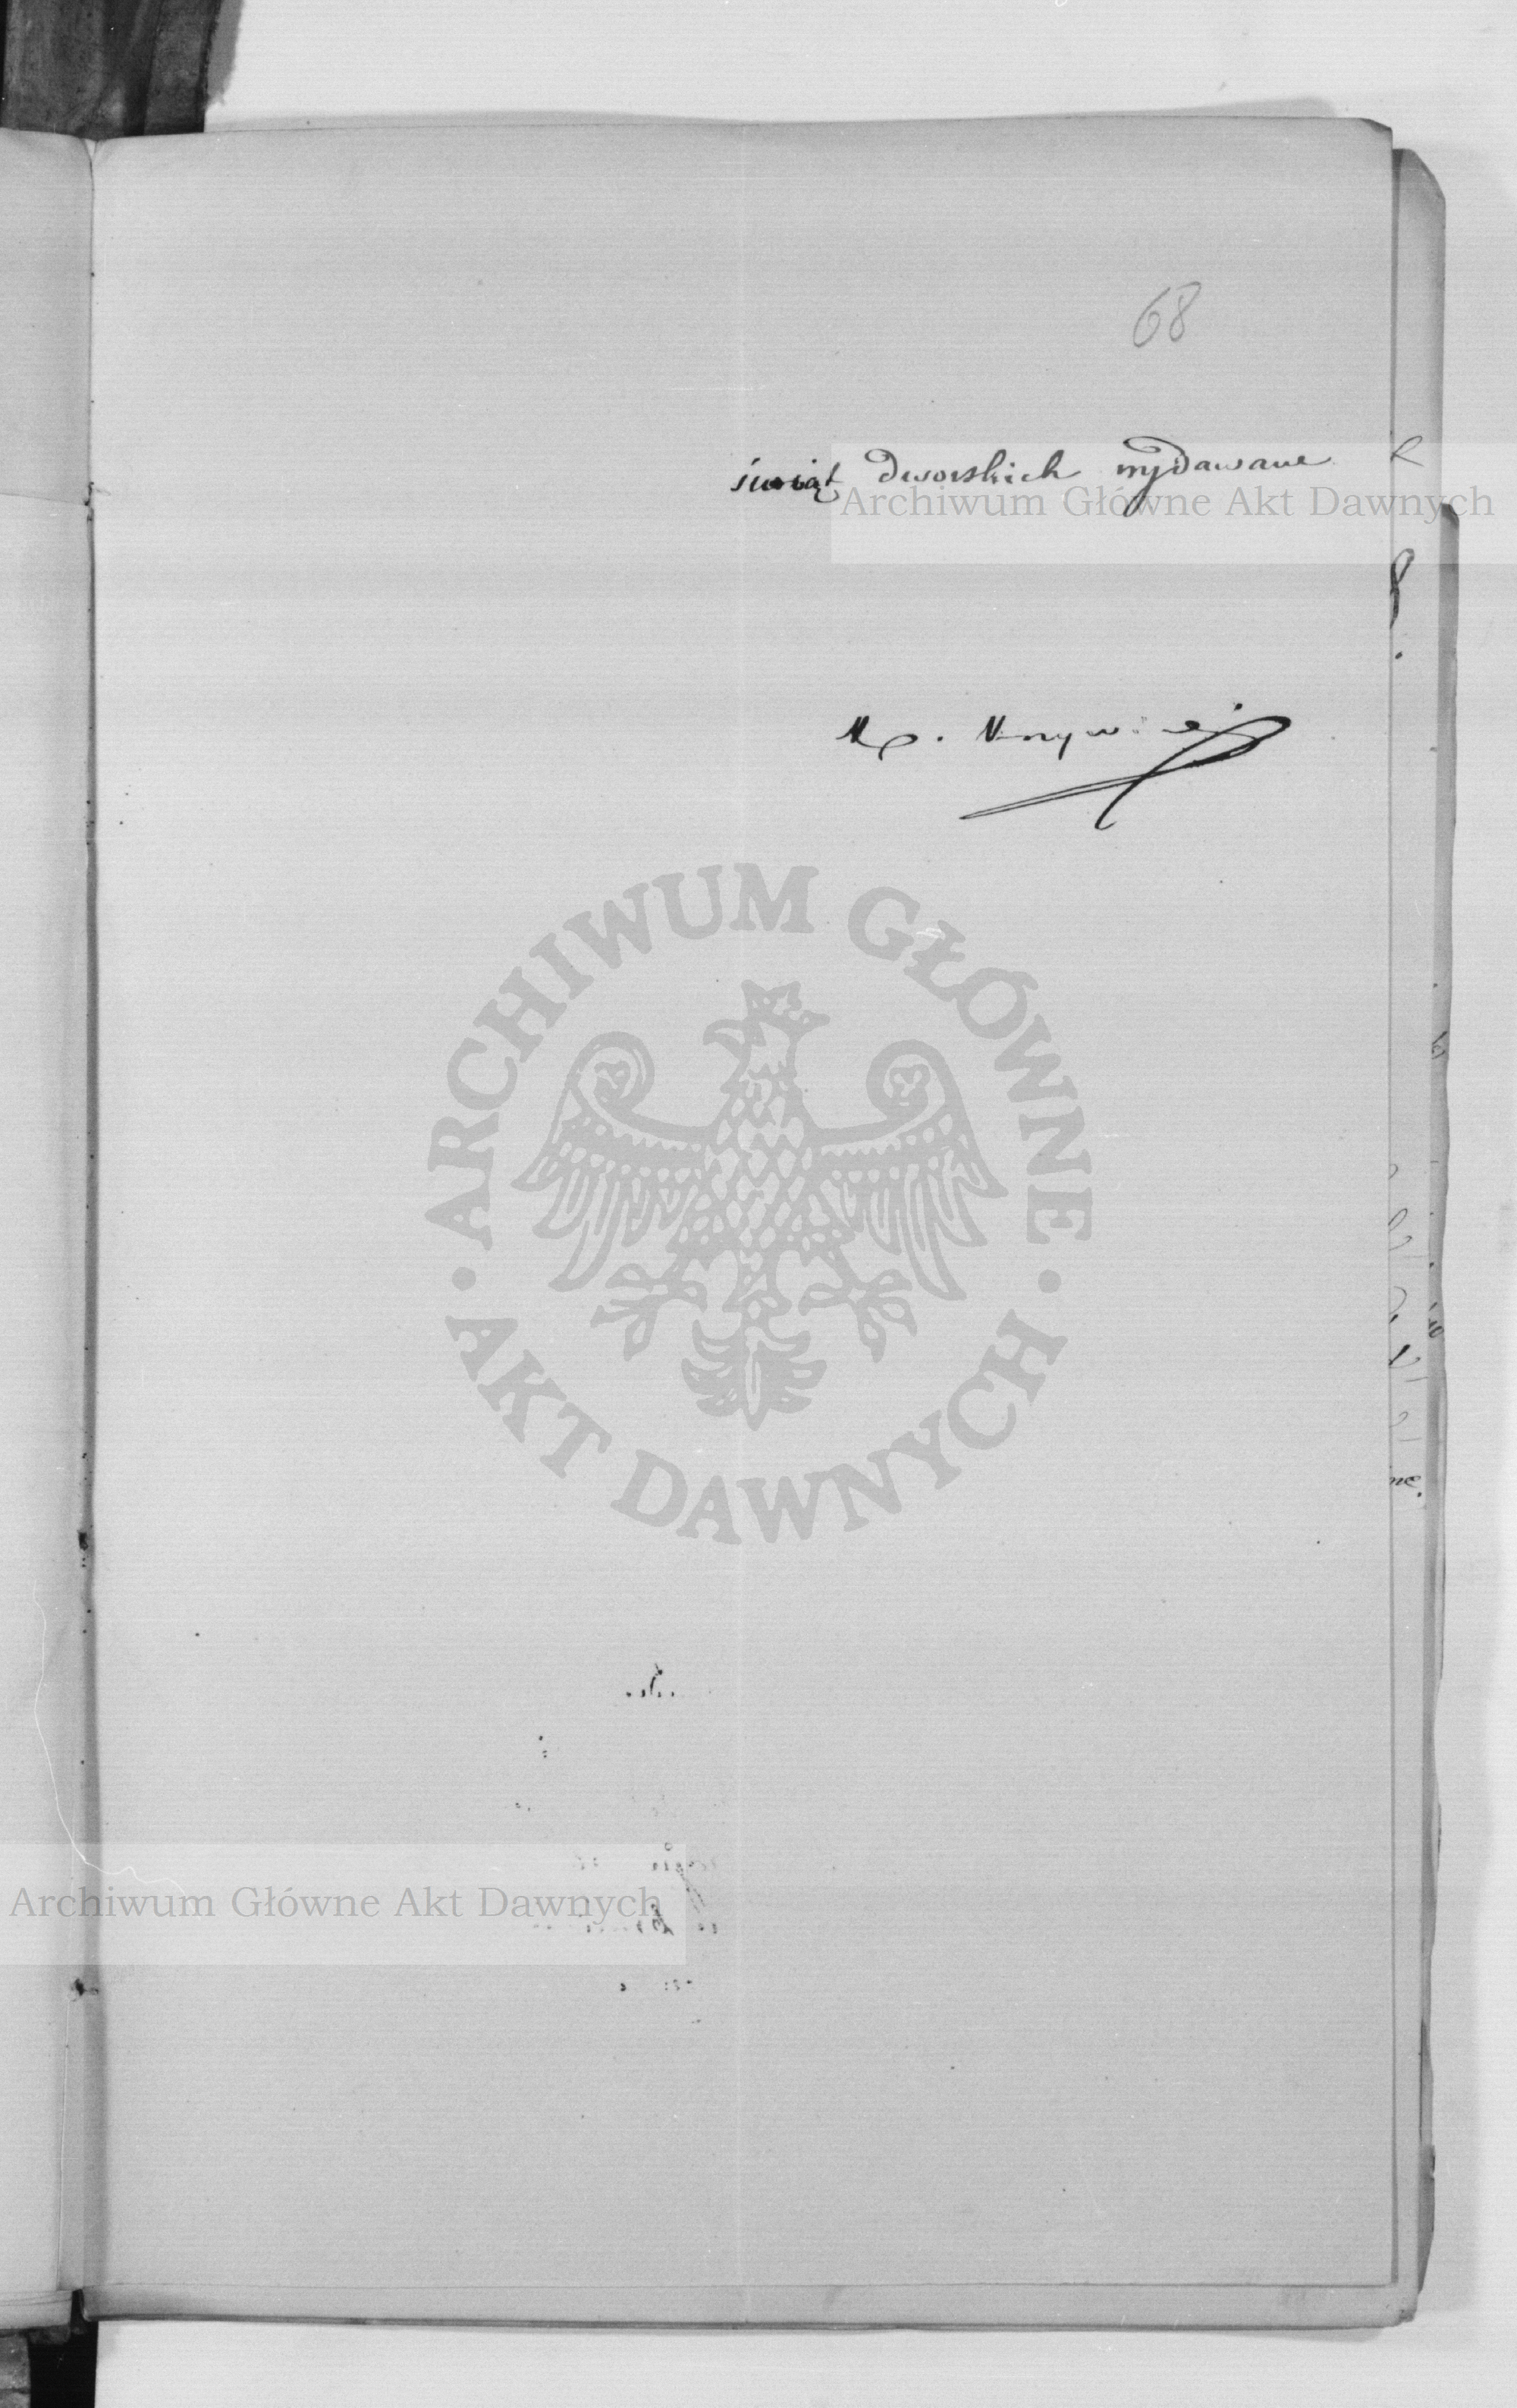 68
świąt dworskich wydawane
Archiwum Główne Akt Dawnych
ARCHIWUM GŁÓWNE
AKT DAWNYCH
Archiwum Główne Akt Dawnych